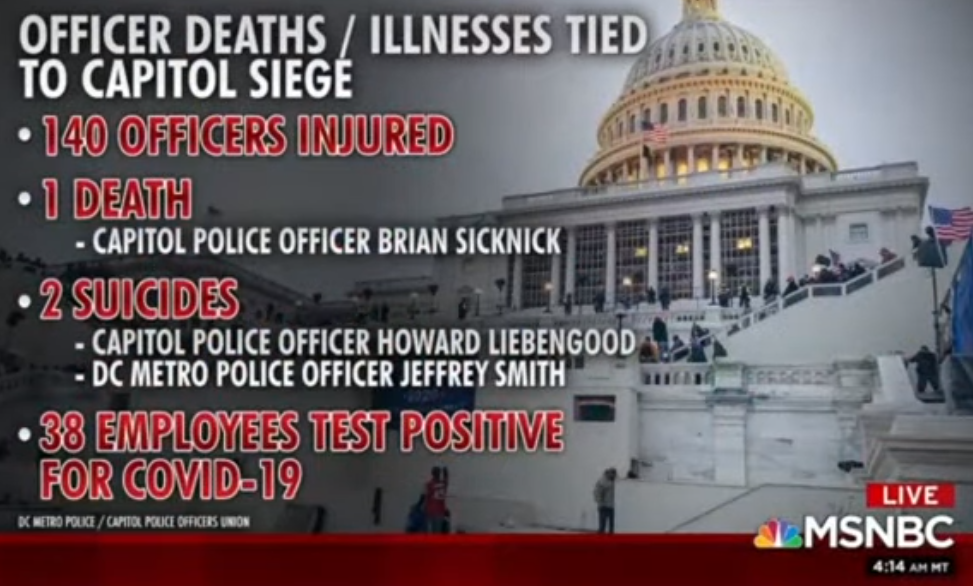 OFFICER DEATHS / ILLNESSES TIED
TO CAPITOL SIEGE
• 140 OFFICERS INJURED
• 1 DEATH
- CAPITOL POLICE OFFICER BRIAN SICKNICK
• 2 SUICIDES
- CAPITOL POLICE OFFICER HOWARD LIEBENGOOD
- DC METRO POLICE OFFICER JEFFREY SMITH
• 38 EMPLOYEES TEST POSITIVE
FOR COVID-19
DC METRO POLICE / CAPITOL POLICE OFFICERS UNION
LIVE
MSNBC
4:14 AM MT